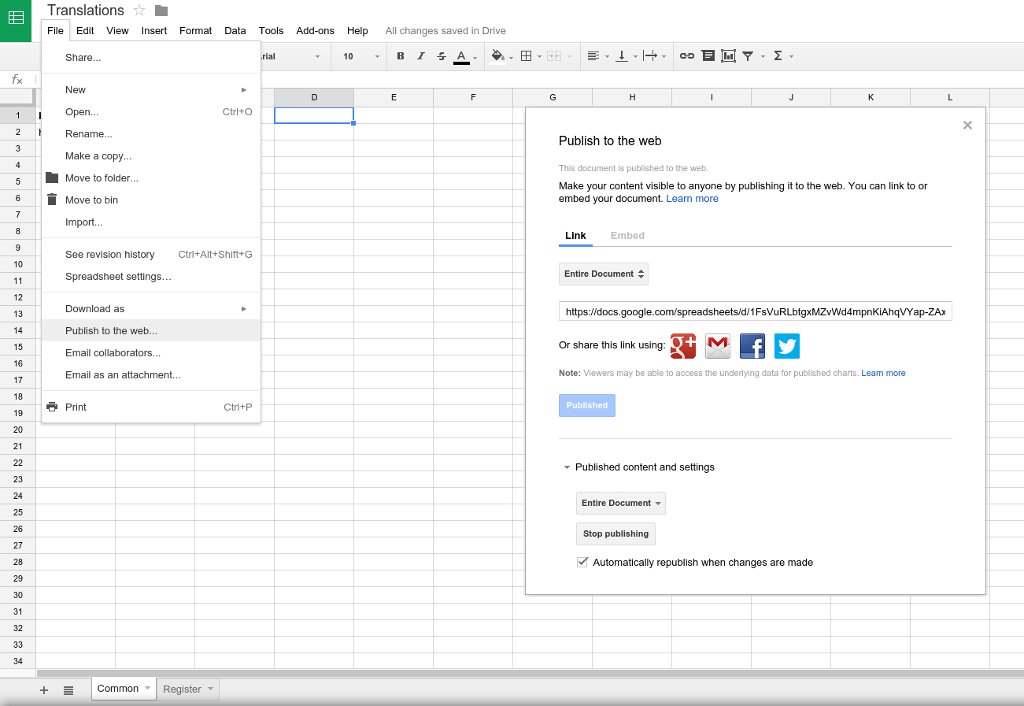 Translations
File Edit View Insert Format Data Tools Add-ons Help All changes saved in Drive
rial 10 B I S A Σ
fx
D E F G H I J K L
Share...
New
Open... Ctrl+O
Rename...
Make a copy...
Move to folder...
Move to bin
Import...
See revision history Ctrl+Alt+Shift+G
Spreadsheet settings...
Download as
Publish to the web...
Email collaborators...
Email as an attachment...
Print Ctrl+P
1
2
3
4
5
6
7
8
9
10
11
12
13
14
15
16
17
18
19
20
21
22
23
24
25
26
27
28
29
30
31
32
33
34
Publish to the web
This document is published to the web.
Make your content visible to anyone by publishing it to the web. You can link to or
embed your document. Learn more
Link Embed
Entire Document
https://docs.google.com/spreadsheets/d/1FsVuRLbtgxMZvWd4mpnKiAhqVYap-ZAx
Or share this link using: g+ f
Note: Viewers may be able to access the underlying data for published charts. Learn more
Published
Published content and settings
Entire Document
Stop publishing
Automatically republish when changes are made
Common Register